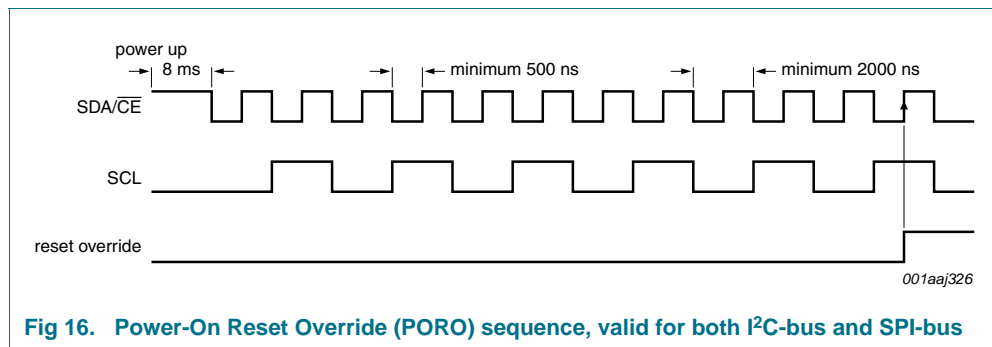 power up
8 ms
minimum 500 ns
minimum 2000 ns
SDA/CE
SCL
reset override
001aaj326
Fig 16. Power-On Reset Override (PORO) sequence, valid for both I²C-bus and SPI-bus